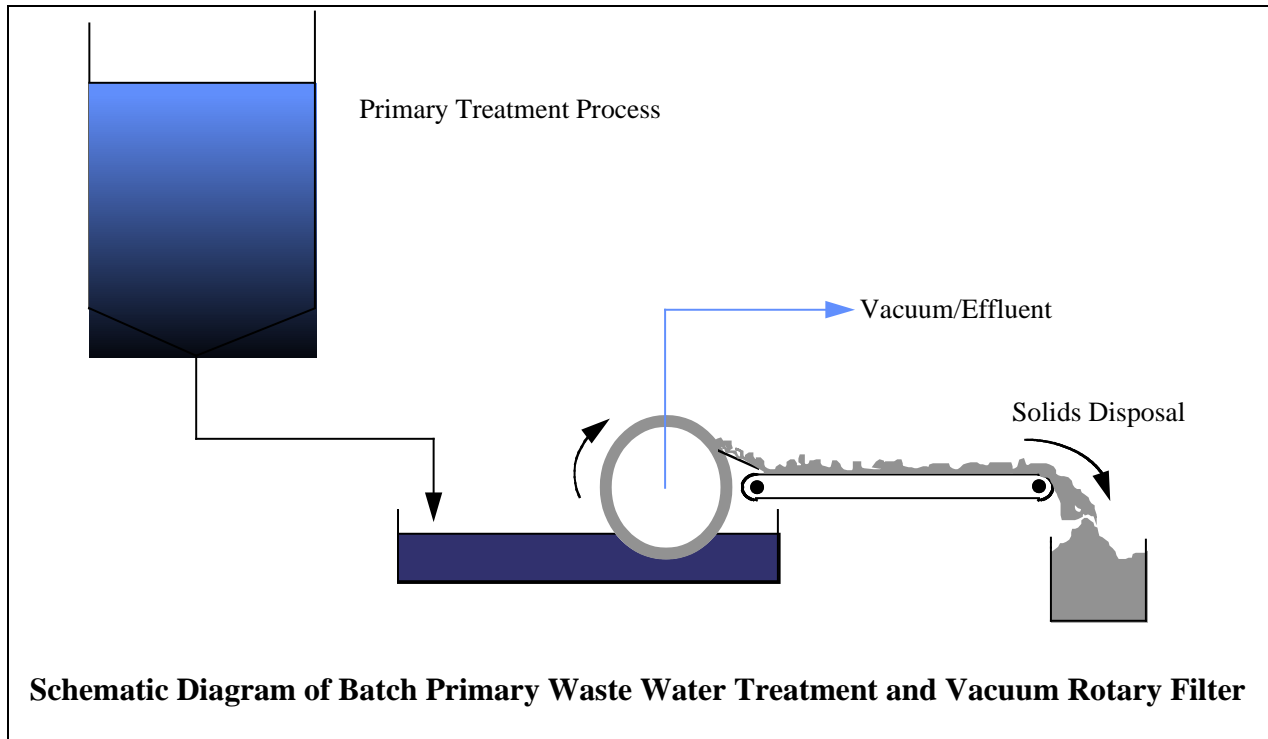 Primary Treatment Process
Vacuum/Effluent
Solids Disposal
Schematic Diagram of Batch Primary Waste Water Treatment and Vacuum Rotary Filter